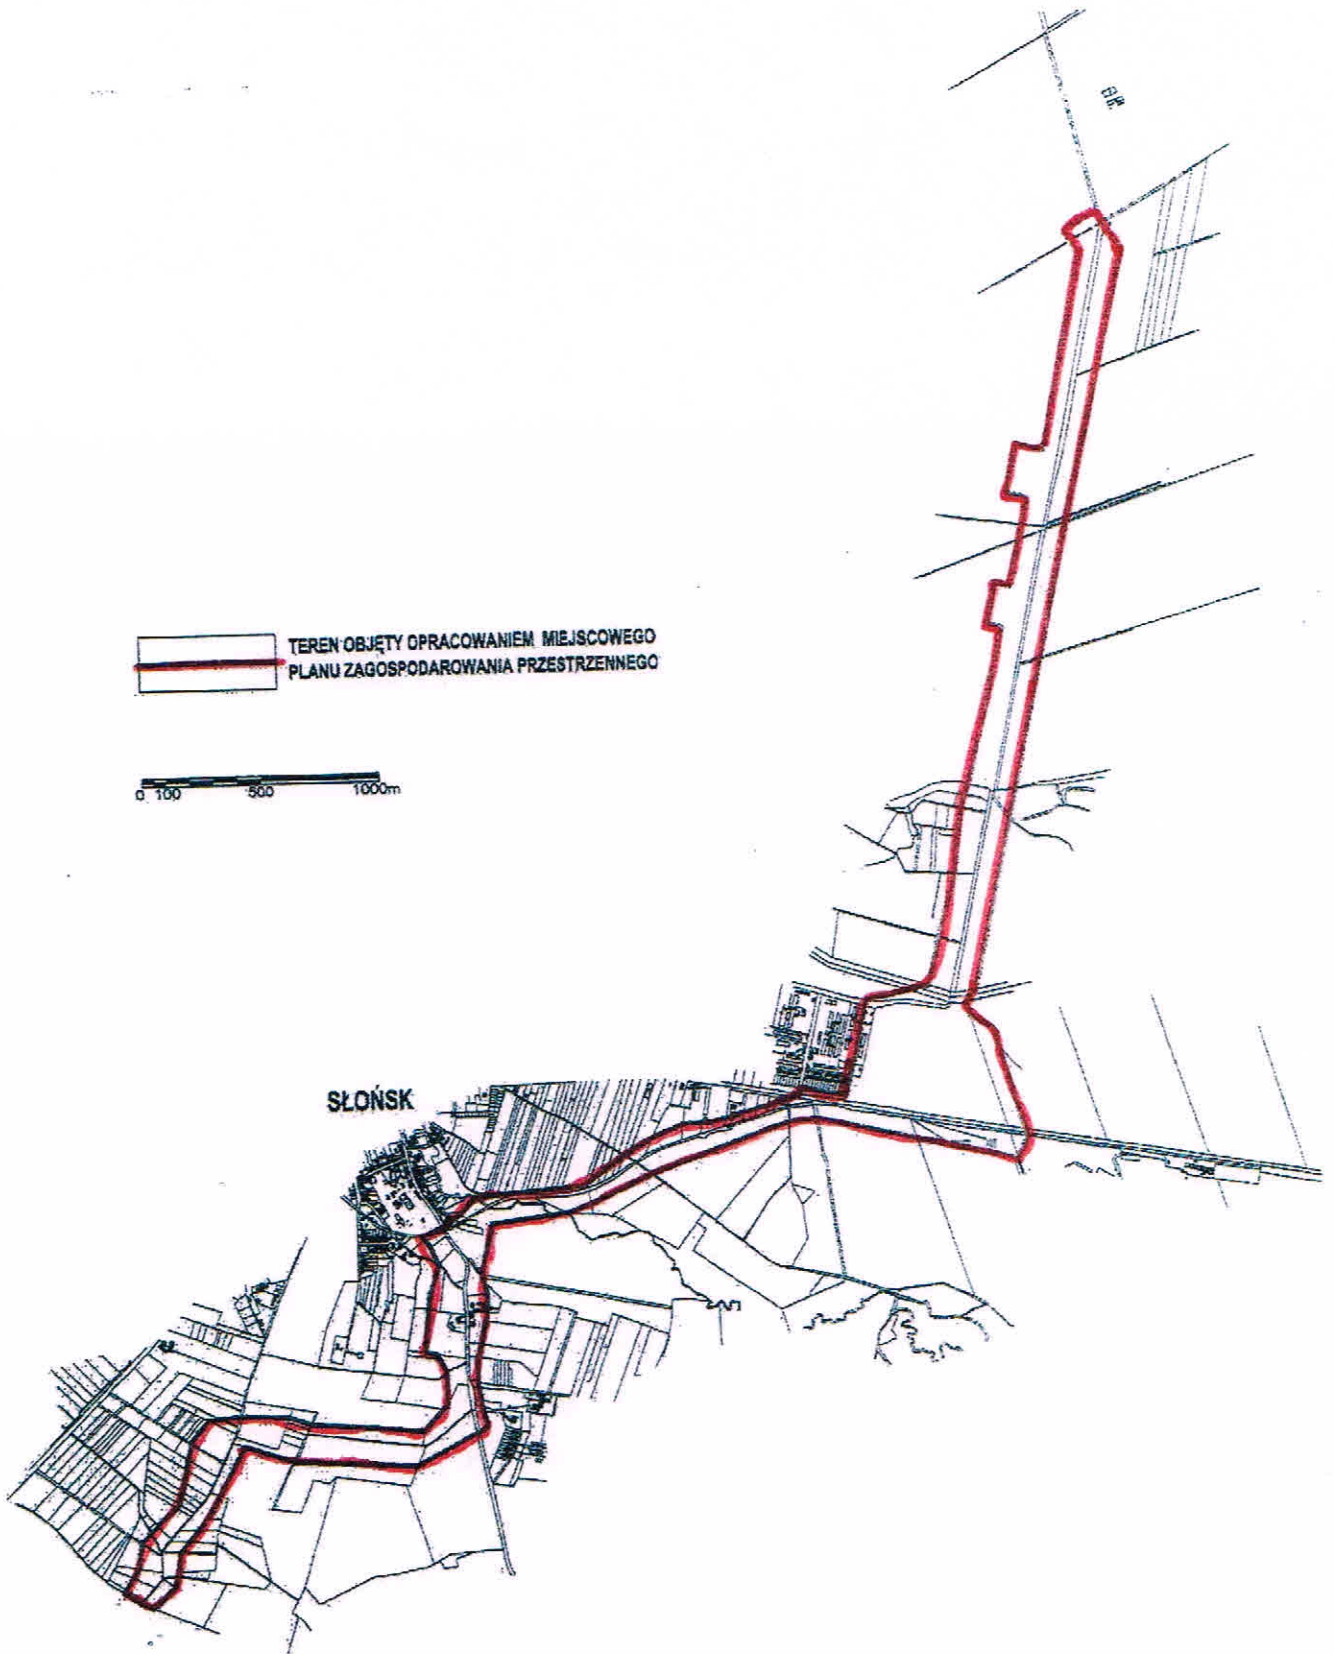 TEREN OBJĘTY OPRACOWANIEM MIEJSCOWEGO
PLANU ZAGOSPODAROWANIA PRZESTRZENNEGO
0 100 500 1000m
SŁOŃSK